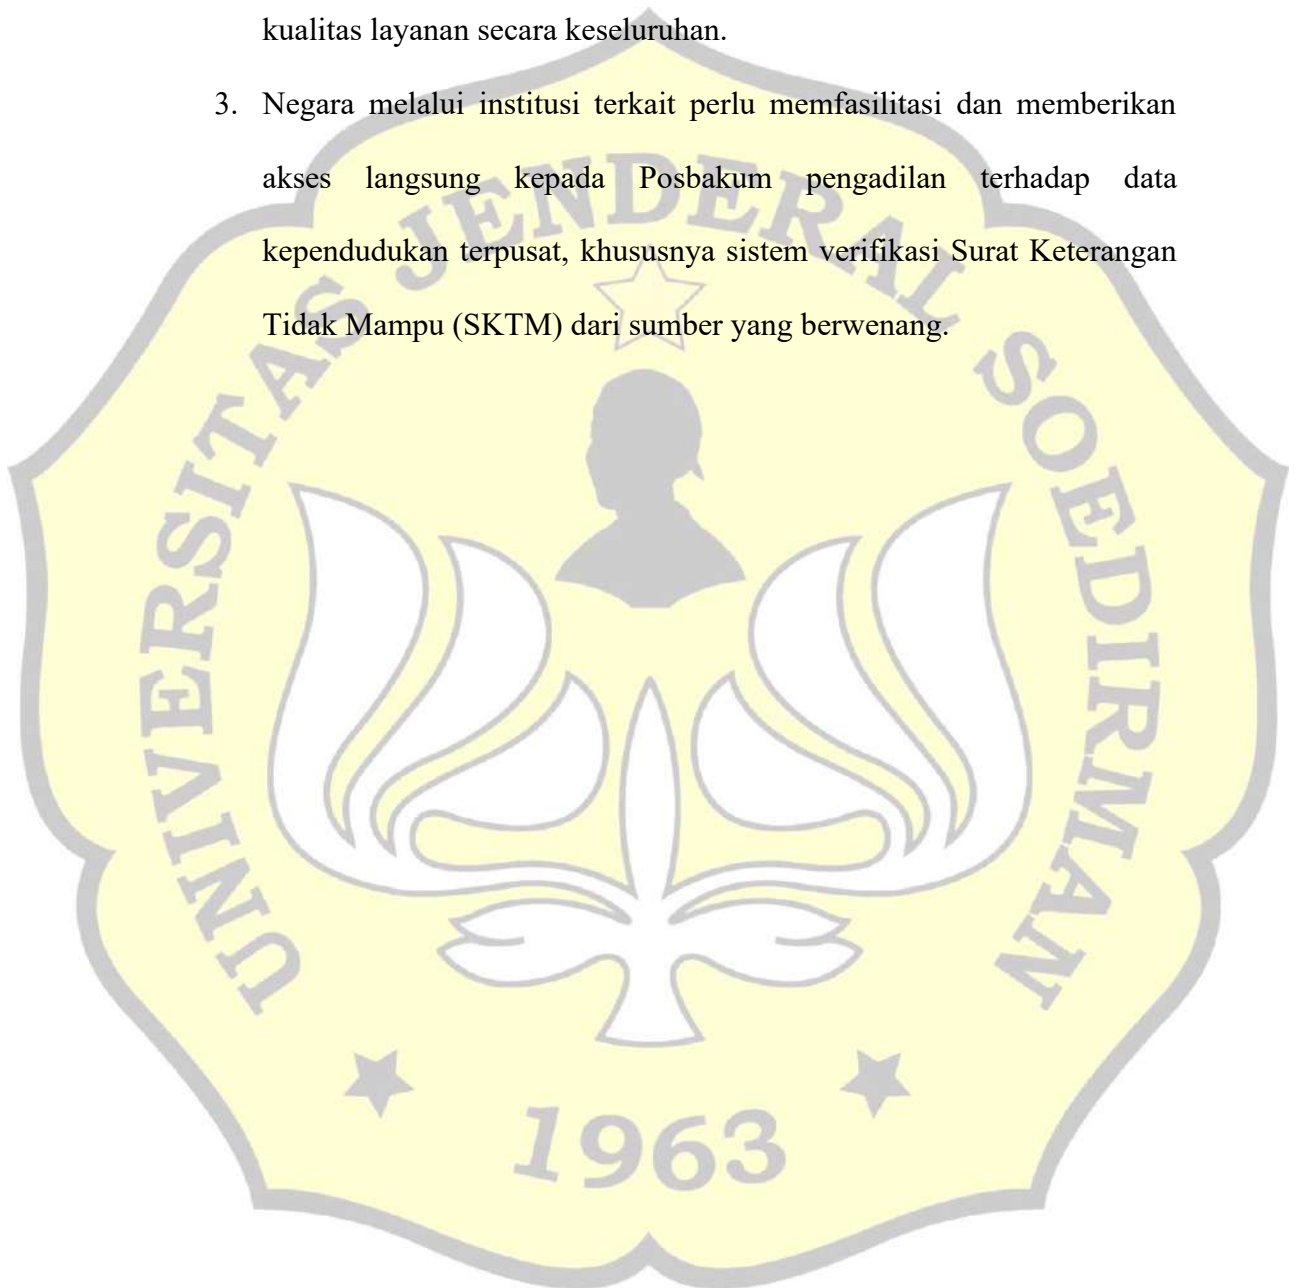 kualitas layanan secara keseluruhan.
3. Negara melalui institusi terkait perlu memfasilitasi dan memberikan
akses langsung kepada Posbakum pengadilan terhadap data
kependudukan terpusat, khususnya sistem verifikasi Surat Keterangan
Tidak Mampu (SKTM) dari sumber yang berwenang.
UNIVERSITAS JENDERAL SOEDIRMAN
1963